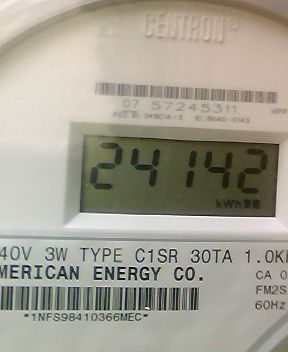 CENTRON®
07 57245311
24142
kWh
40V 3W TYPE C1SR 30TA 1.0K
MERICAN ENERGY CO.
CA 0
FM2S
60Hz
*1NFS98410366MEC*